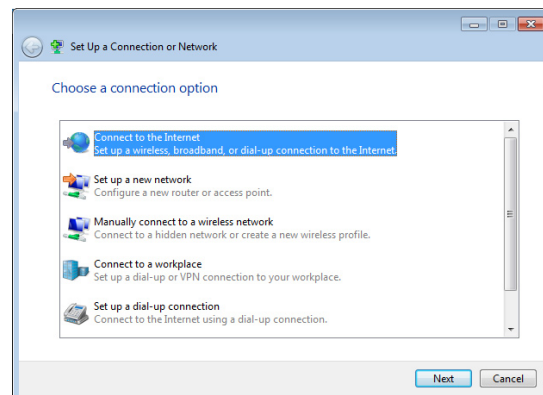 Set Up a Connection or Network
Choose a connection option
Connect to the Internet
Set up a wireless, broadband, or dial-up connection to the Internet.
Set up a new network
Configure a new router or access point.
Manually connect to a wireless network
Connect to a hidden network or create a new wireless profile.
Connect to a workplace
Set up a dial-up or VPN connection to your workplace.
Set up a dial-up connection
Connect to the Internet using a dial-up connection.
Next Cancel